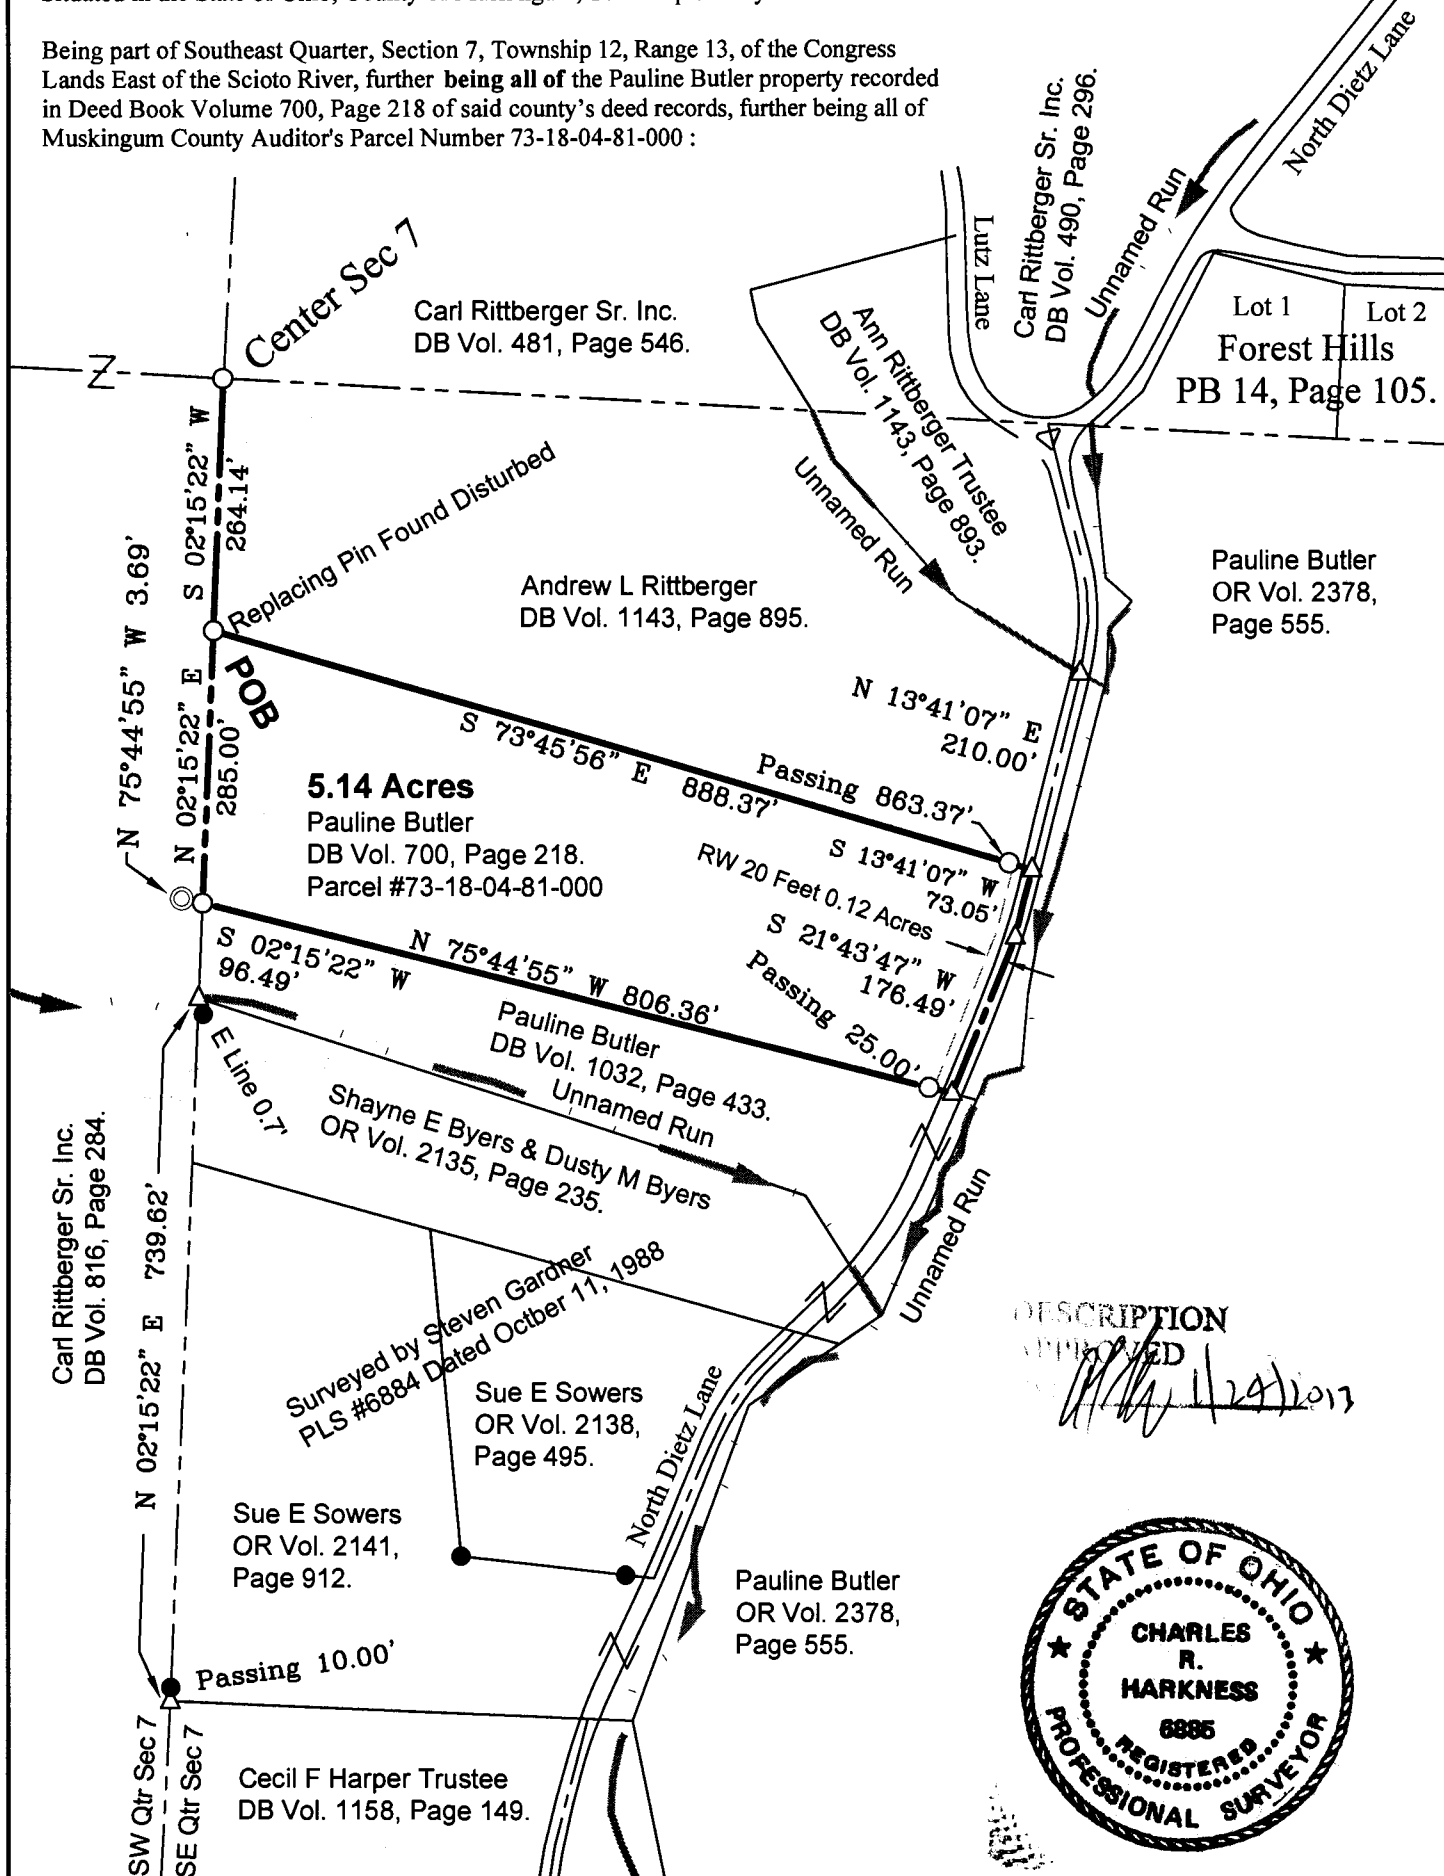 Being part of Southeast Quarter, Section 7, Township 12, Range 13, of the Congress
Lands East of the Scioto River, further being all of the Pauline Butler property recorded
in Deed Book Volume 700, Page 218 of said county's deed records, further being all of
Muskingum County Auditor's Parcel Number 73-18-04-81-000 :
North Dietz Lane
Carl Rittberger Sr. Inc.
DB Vol. 490, Page 296.
Unnamed Run
Lutz Lane
Center Sec 7
Carl Rittberger Sr. Inc.
DB Vol. 481, Page 546.
Lot 1
Lot 2
Forest Hills
PB 14, Page 105.
Ann Rittberger Trustee
DB Vol. 1143, Page 893.
Unnamed Run
S 02°15'22" W
264.14'
Replacing Pin Found Disturbed
Andrew L Rittberger
DB Vol. 1143, Page 895.
Pauline Butler
OR Vol. 2378,
Page 555.
N 75°44'55" W 3.69'
N 02°15'22" E
285.00'
POB
S 73°45'56" E 888.37'
Passing 863.37'
N 13°41'07" E
210.00'
5.14 Acres
Pauline Butler
DB Vol. 700, Page 218.
Parcel #73-18-04-81-000
S 13°41'07" W
73.05'
RW 20 Feet 0.12 Acres
S 21°43'47" W
176.49'
Passing 25.00'
S 02°15'22" W
96.49'
N 75°44'55" W 806.36'
Pauline Butler
DB Vol. 1032, Page 433.
Unnamed Run
E Line 0.7'
Shayne E Byers & Dusty M Byers
OR Vol. 2135, Page 235.
Unnamed Run
Carl Rittberger Sr. Inc.
DB Vol. 816, Page 284.
N 02°15'22" E 739.62'
Surveyed by Steven Gardner
PLS #6884 Dated Octber 11, 1988
Sue E Sowers
OR Vol. 2138,
Page 495.
North Dietz Lane
Sue E Sowers
OR Vol. 2141,
Page 912.
Pauline Butler
OR Vol. 2378,
Page 555.
Passing 10.00'
SW Qtr Sec 7
SE Qtr Sec 7
Cecil F Harper Trustee
DB Vol. 1158, Page 149.
DESCRIPTION
APPROVED
STATE OF OHIO
CHARLES
R.
HARKNESS
6885
REGISTERED
PROFESSIONAL SURVEYOR